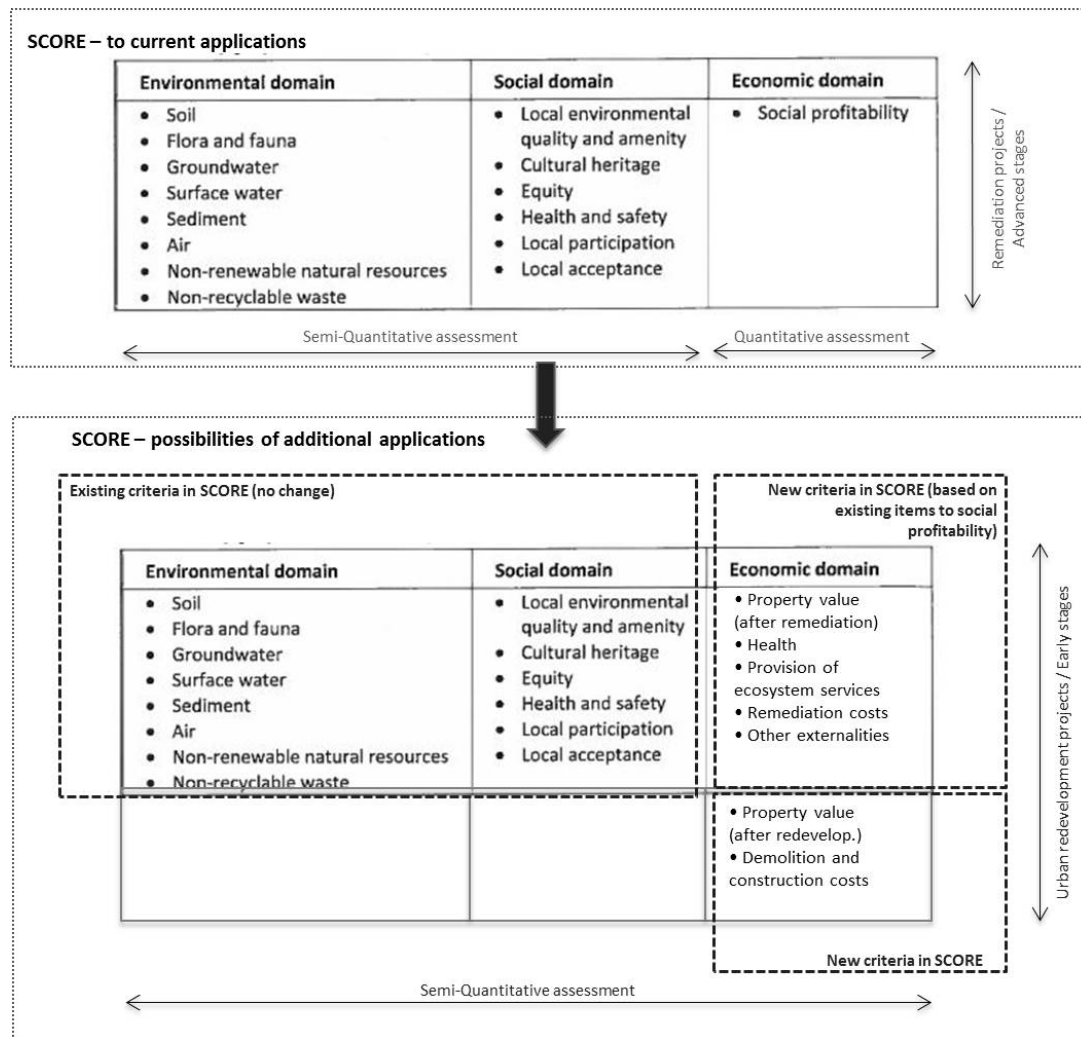 SCORE – to current applications
Environmental domain
• Soil
• Flora and fauna
• Groundwater
• Surface water
• Sediment
• Air
• Non-renewable natural resources
• Non-recyclable waste
Social domain
• Local environmental
quality and amenity
• Cultural heritage
• Equity
• Health and safety
• Local participation
• Local acceptance
Economic domain
• Social profitability
Remediation projects /
Advanced stages
Semi-Quantitative assessment
Quantitative assessment
SCORE – possibilities of additional applications
Existing criteria in SCORE (no change)
New criteria in SCORE (based on
existing items to social
profitability)
Environmental domain
• Soil
• Flora and fauna
• Groundwater
• Surface water
• Sediment
• Air
• Non-renewable natural resources
• Non-recyclable waste
Social domain
• Local environmental
quality and amenity
• Cultural heritage
• Equity
• Health and safety
• Local participation
• Local acceptance
Economic domain
• Property value
(after remediation)
• Health
• Provision of
ecosystem services
• Remediation costs
• Other externalities
• Property value
(after redevelop.)
• Demolition and
construction costs
New criteria in SCORE
Urban redevelopment projects / Early stages
Semi-Quantitative assessment